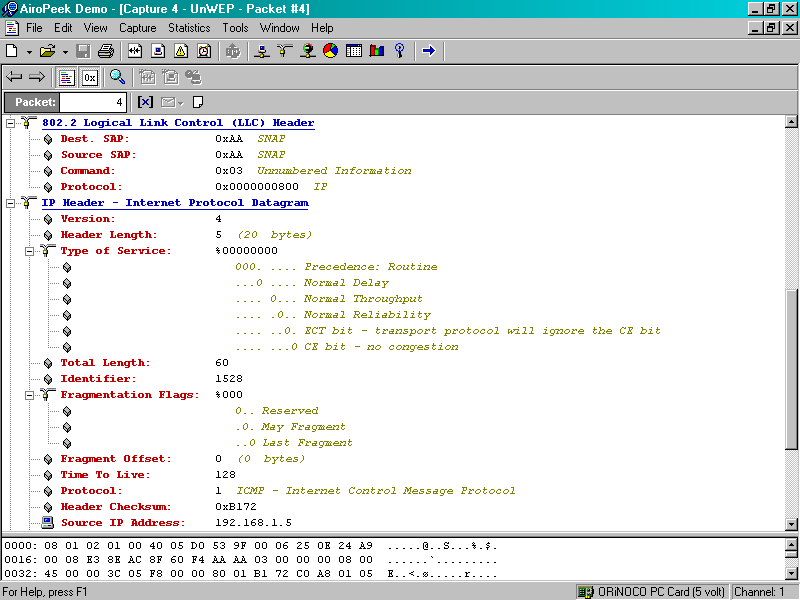 AiroPeek Demo - [Capture 4 - UnWEP - Packet #4]
File Edit View Capture Statistics Tools Window Help
0x
Packet: 4
802.2 Logical Link Control (LLC) Header
Dest. SAP: 0xAA SNAP
Source SAP: 0xAA SNAP
Command: 0x03 Unnumbered Information
Protocol: 0x0000000800 IP
IP Header - Internet Protocol Datagram
Version: 4
Header Length: 5 (20 bytes)
Type of Service: %00000000
000. .... Precedence: Routine
...0 .... Normal Delay
.... 0... Normal Throughput
.... .0.. Normal Reliability
.... ..0. ECT bit - transport protocol will ignore the CE bit
.... ...0 CE bit - no congestion
Total Length: 60
Identifier: 1528
Fragmentation Flags: %000
0.. Reserved
.0. May Fragment
..0 Last Fragment
Fragment Offset: 0 (0 bytes)
Time To Live: 128
Protocol: 1 ICMP - Internet Control Message Protocol
Header Checksum: 0xB172
Source IP Address: 192.168.1.5
0000: 08 01 02 01 00 40 05 D0 53 9F 00 06 25 0E 24 A9 .....@..S...%.$.
0016: 00 08 E3 8E AC 8F 60 F4 AA AA 03 00 00 00 08 00 ......`.........
0032: 45 00 00 3C 05 F8 00 00 80 01 B1 72 C0 A8 01 05 E..<.ø.....r....
For Help, press F1
ORiNOCO PC Card (5 volt) Channel: 1